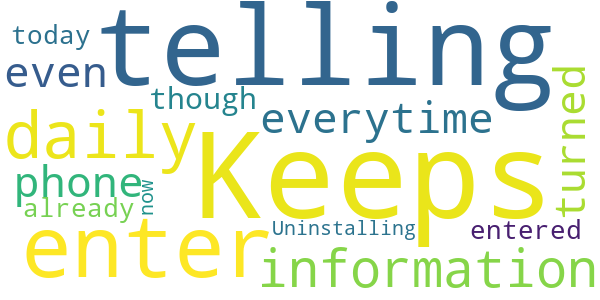 today
telling
even
though
everytime
turned
daily
Keeps
phone
now
already
enter
Uninstalling
entered
information